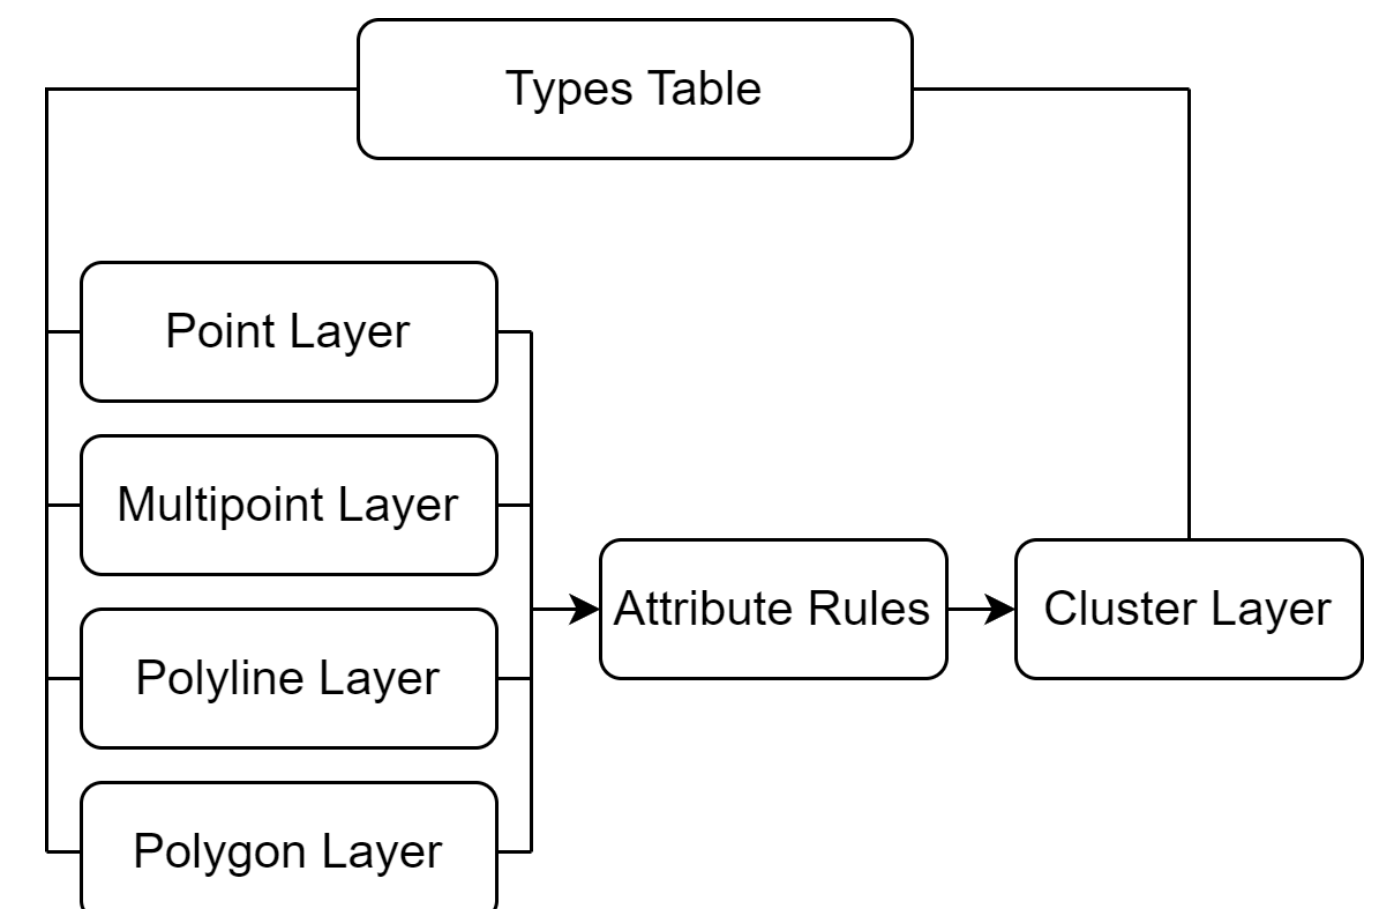 Types Table
Point Layer
Multipoint Layer
Polyline Layer
Polygon Layer
Attribute Rules
Cluster Layer